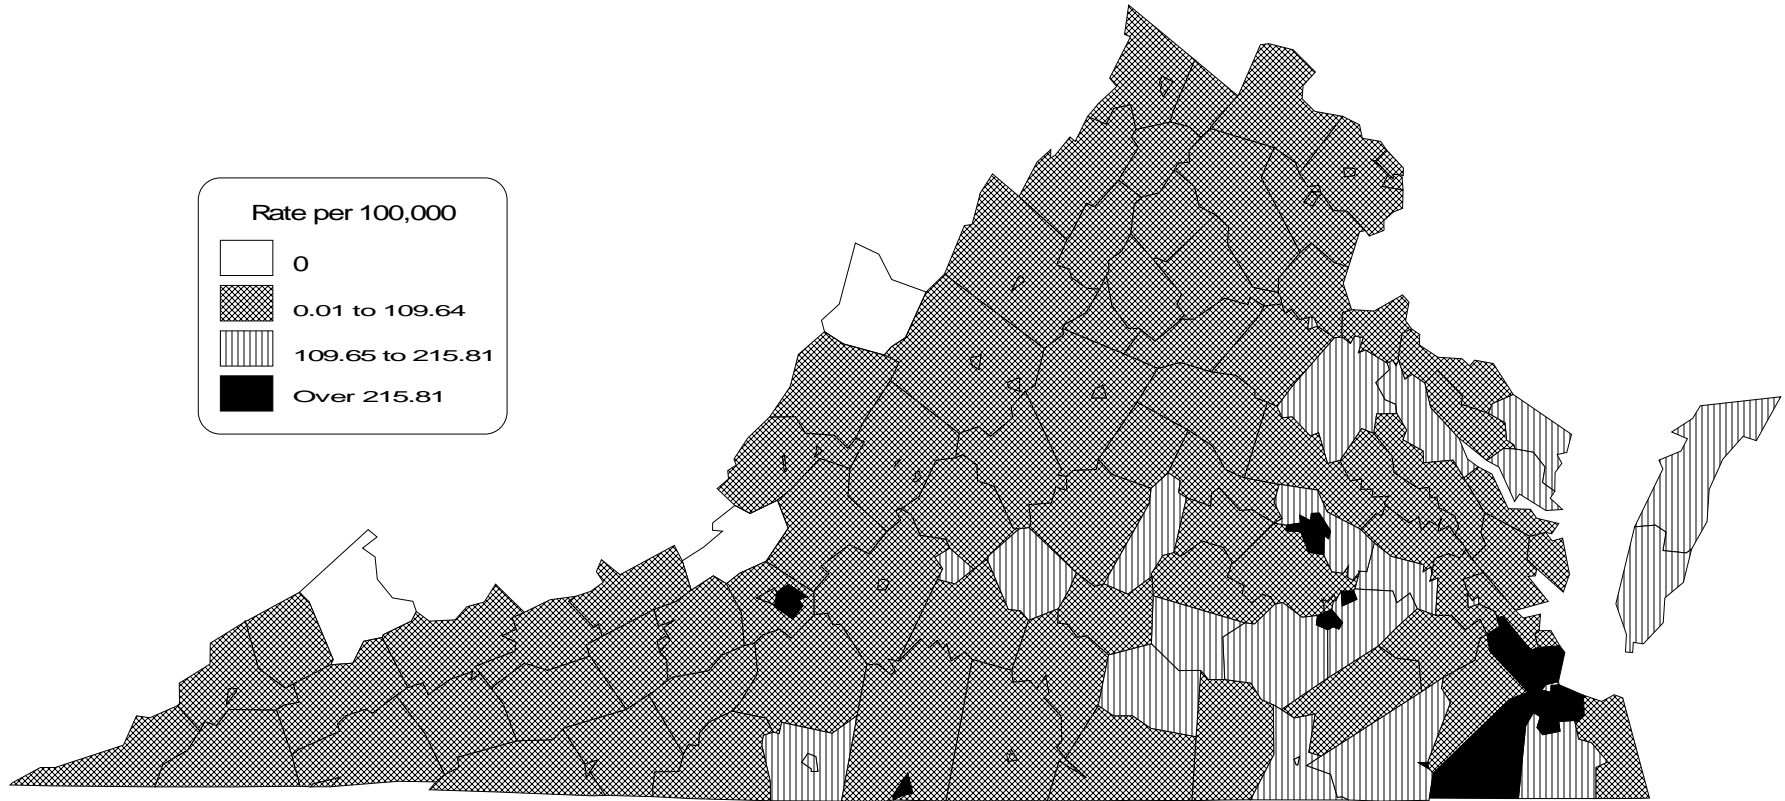 Rate per 100,000
0
0.01 to 109.64
109.65 to 215.81
Over 215.81